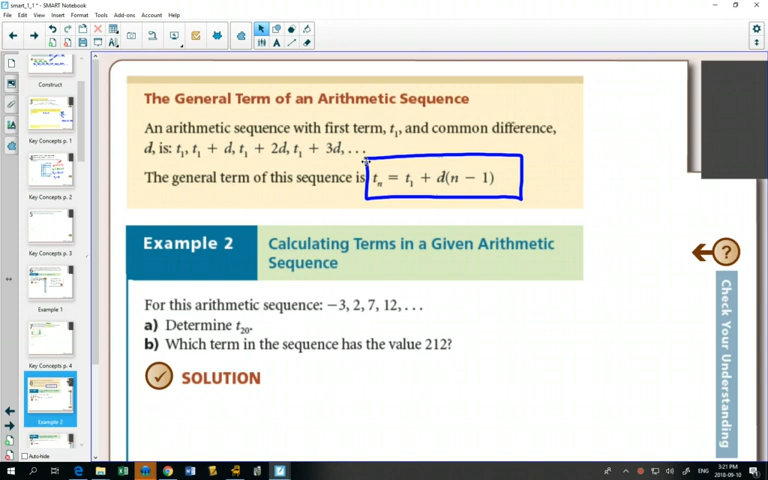 smart_1_1 * - SMART Notebook
File Edit View Insert Format Tools Add-ons Account Help
Construct
Key Concepts p. 1
Key Concepts p. 2
Key Concepts p. 3
Example 1
Key Concepts p. 4
Example 2
Auto-hide
The General Term of an Arithmetic Sequence
An arithmetic sequence with first term, t₁, and common difference,
d, is: t₁, t₁ + d, t₁ + 2d, t₁ + 3d, . . .
The general term of this sequence is tₙ = t₁ + d(n − 1)
Example 2
Calculating Terms in a Given Arithmetic
Sequence
For this arithmetic sequence: −3, 2, 7, 12, . . .
a) Determine t₂₀.
b) Which term in the sequence has the value 212?
SOLUTION
?
Check Your Understanding
ENG
3:21 PM
2018-09-10